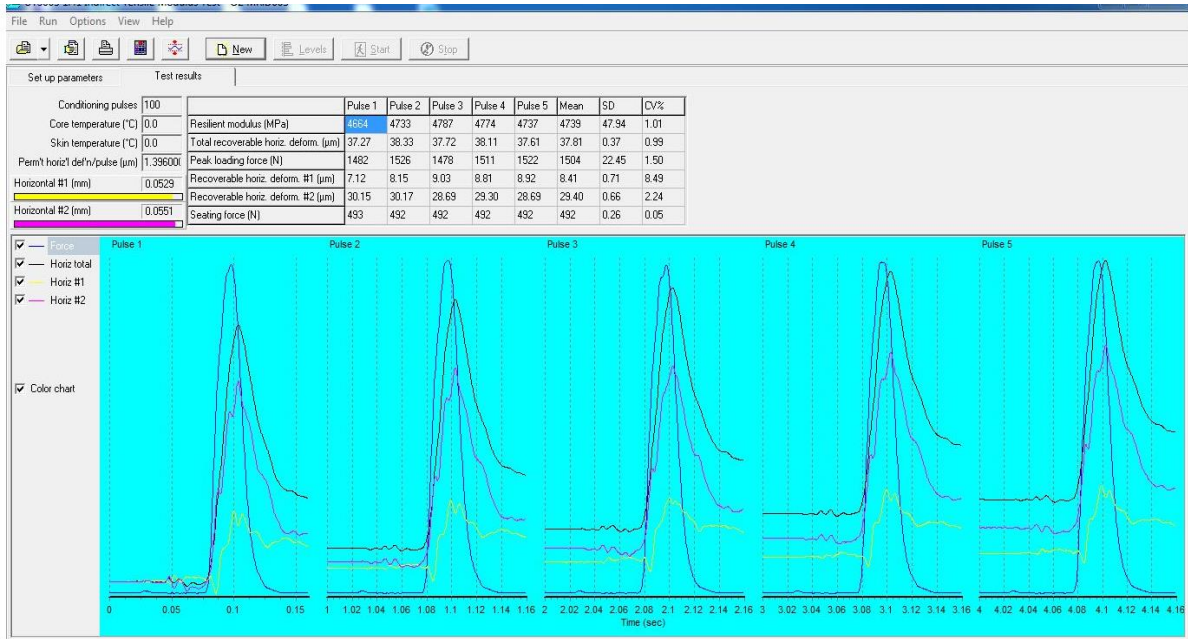 File Run Options View Help
New Levels Start Stop
Set up parameters Test results
Conditioning pulses 100
Core temperature (°C) 0.0
Skin temperature (°C) 0.0
Perm't horiz'l def'n/pulse (µm) 1.39600
Horizontal #1 (mm) 0.0529
Horizontal #2 (mm) 0.0551
Pulse 1 Pulse 2 Pulse 3 Pulse 4 Pulse 5 Mean SD CV%
Resilient modulus (MPa) 4664 4733 4787 4774 4737 4739 47.94 1.01
Total recoverable horiz. deform. (µm) 37.27 38.33 37.72 38.11 37.61 37.81 0.37 0.99
Peak loading force (N) 1482 1526 1478 1511 1522 1504 22.45 1.50
Recoverable horiz. deform. #1 (µm) 7.12 8.15 9.03 8.81 8.92 8.41 0.71 8.49
Recoverable horiz. deform. #2 (µm) 30.15 30.17 28.69 29.30 28.69 29.40 0.66 2.24
Seating force (N) 493 492 492 492 492 492 0.26 0.05
Force
Horiz total
Horiz #1
Horiz #2
Color chart
Pulse 1 Pulse 2 Pulse 3 Pulse 4 Pulse 5
0 0.05 0.1 0.15 1 1.02 1.04 1.06 1.08 1.1 1.12 1.14 1.16 2 2.02 2.04 2.06 2.08 2.1 2.12 2.14 2.16 3 3.02 3.04 3.06 3.08 3.1 3.12 3.14 3.16 4 4.02 4.04 4.06 4.08 4.1 4.12 4.14 4.16
Time (sec)